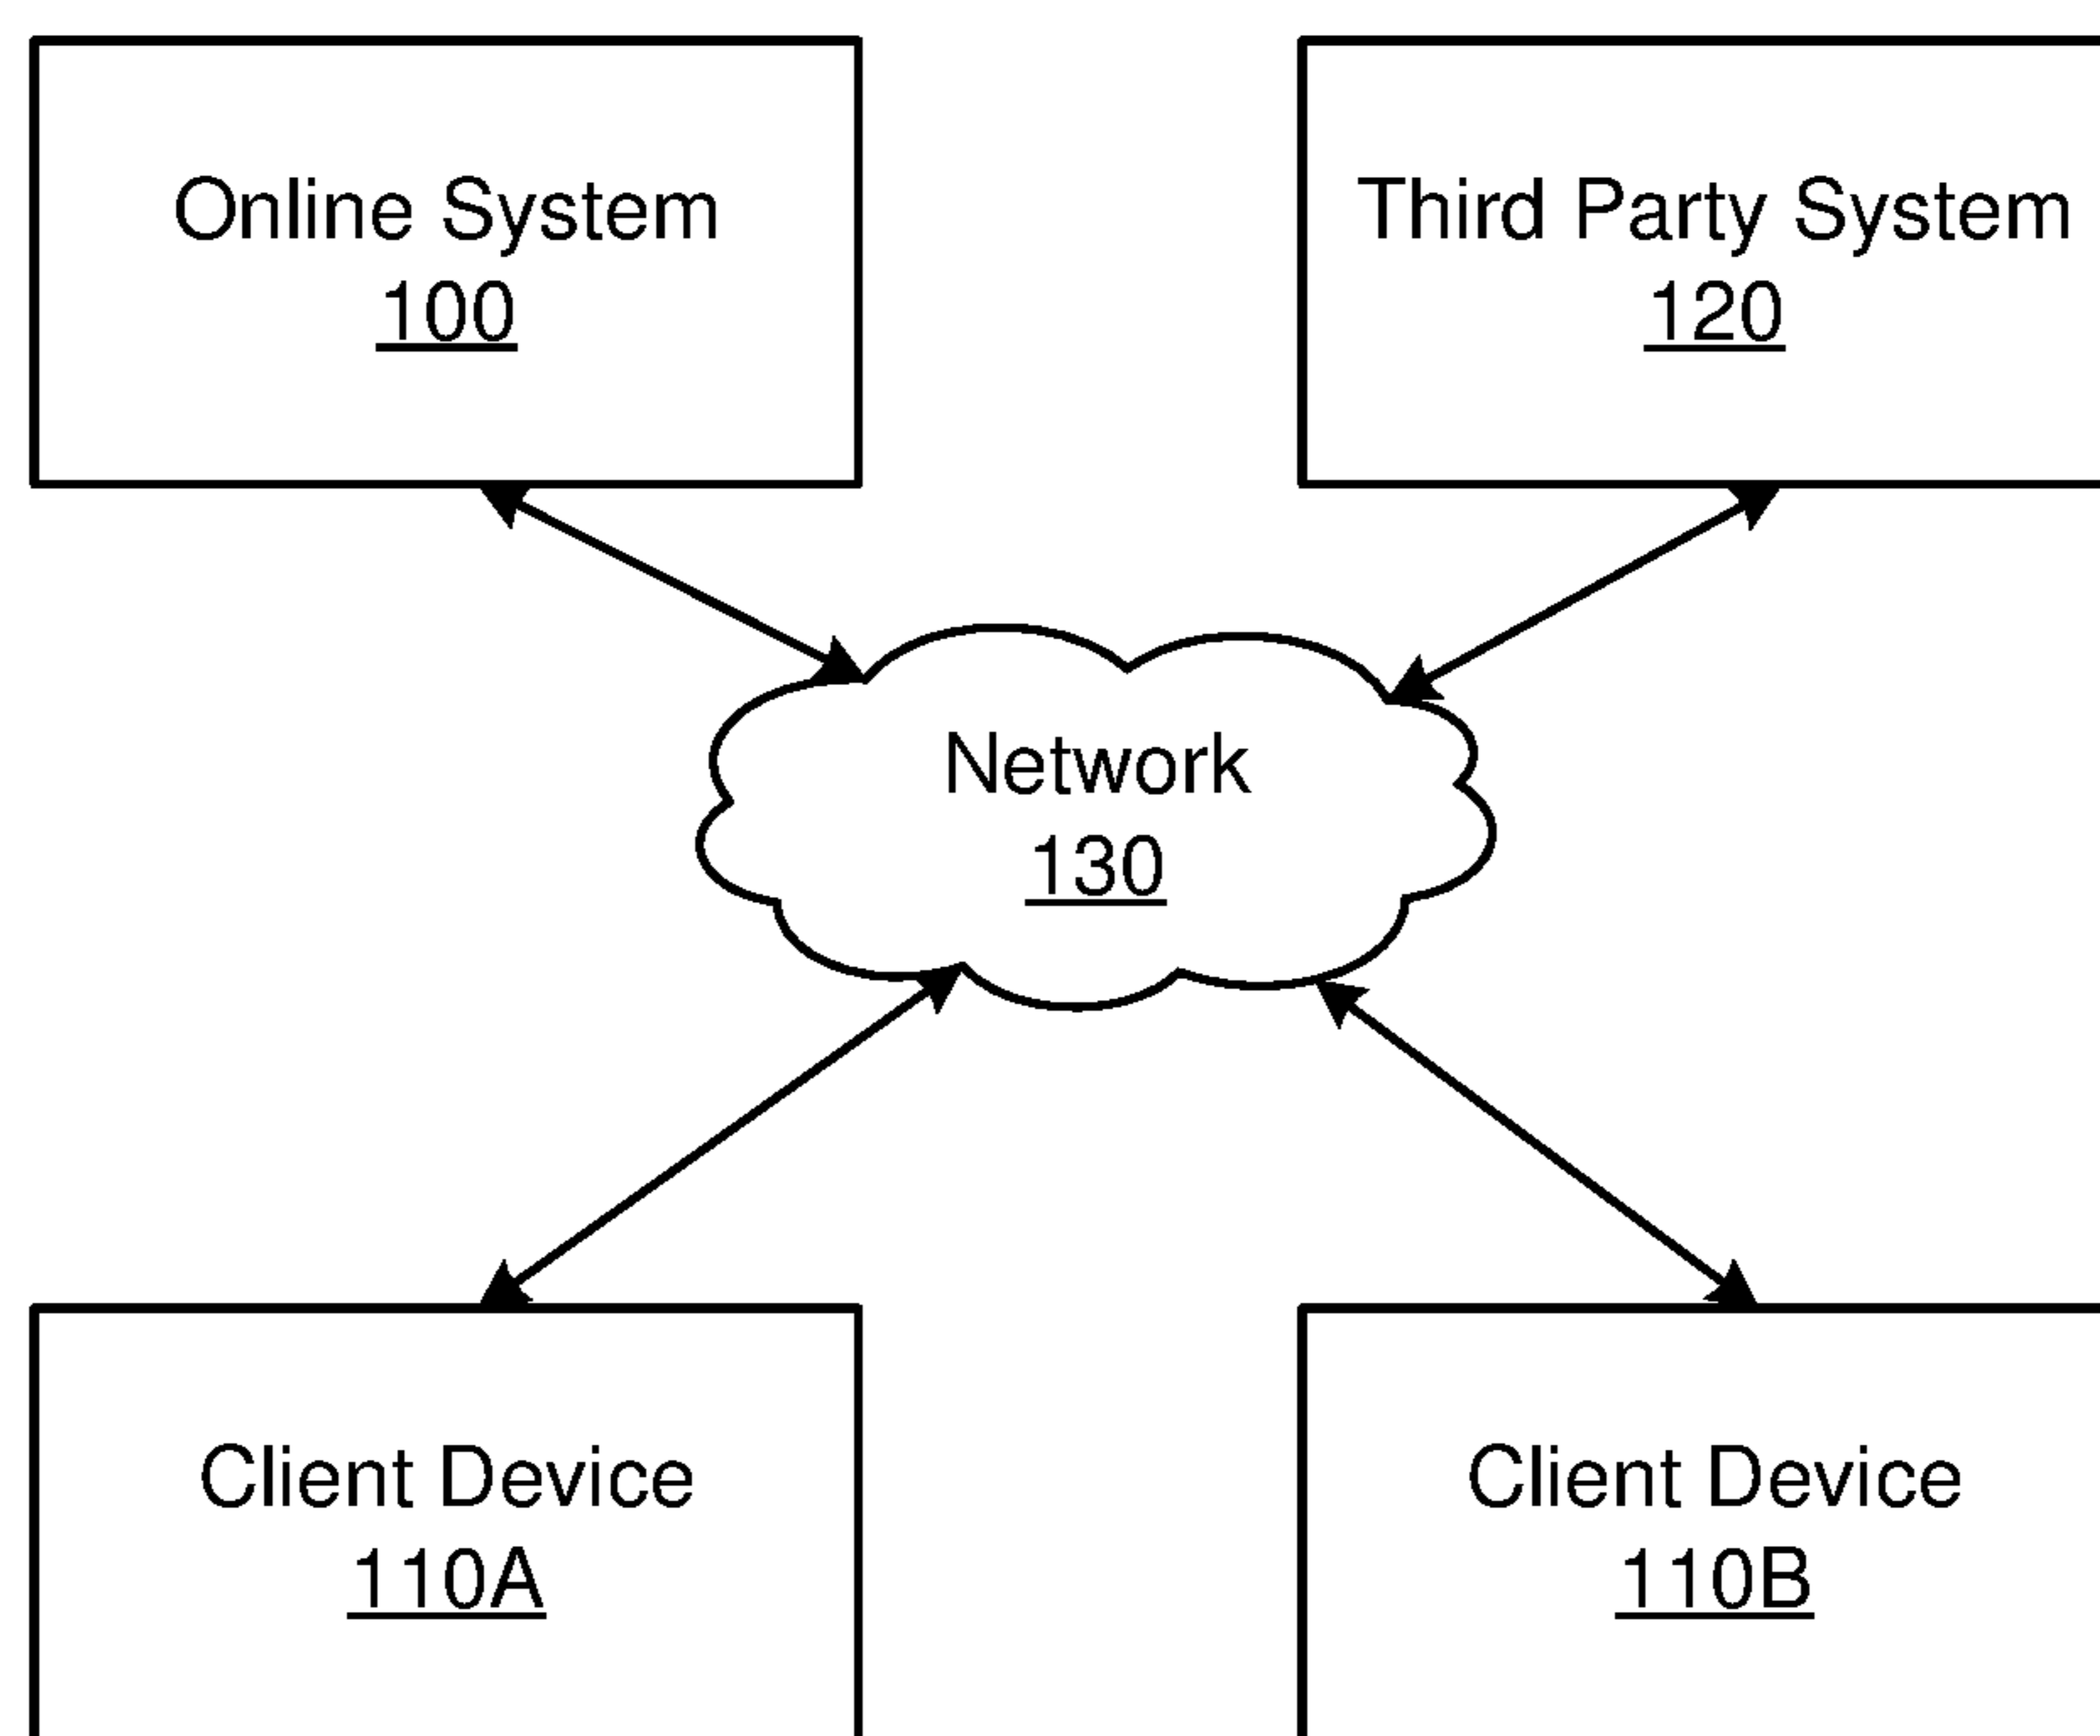 Online System
100
Third Party System
120
Network
130
Client Device
110A
Client Device
110B